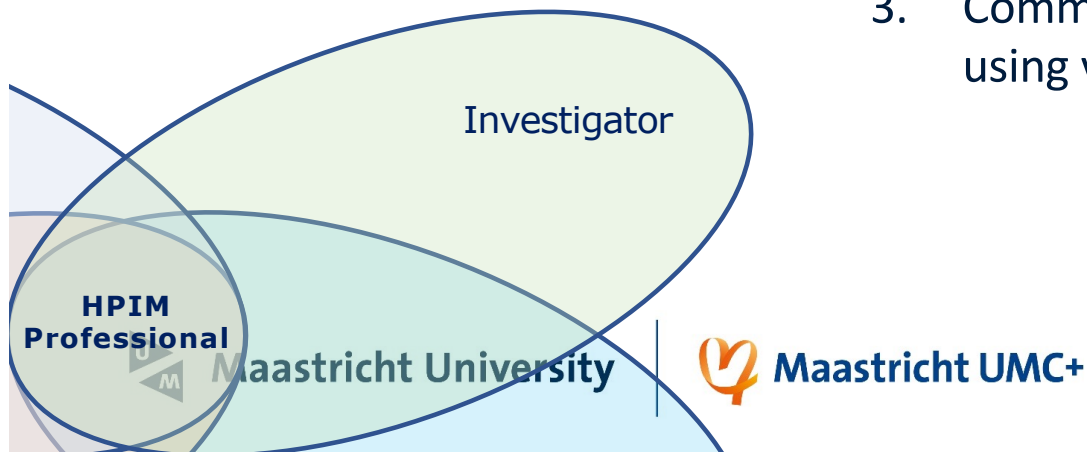 3. Comm
using v
Investigator
HPIM
Professional
U
M
Maastricht University
Maastricht UMC+